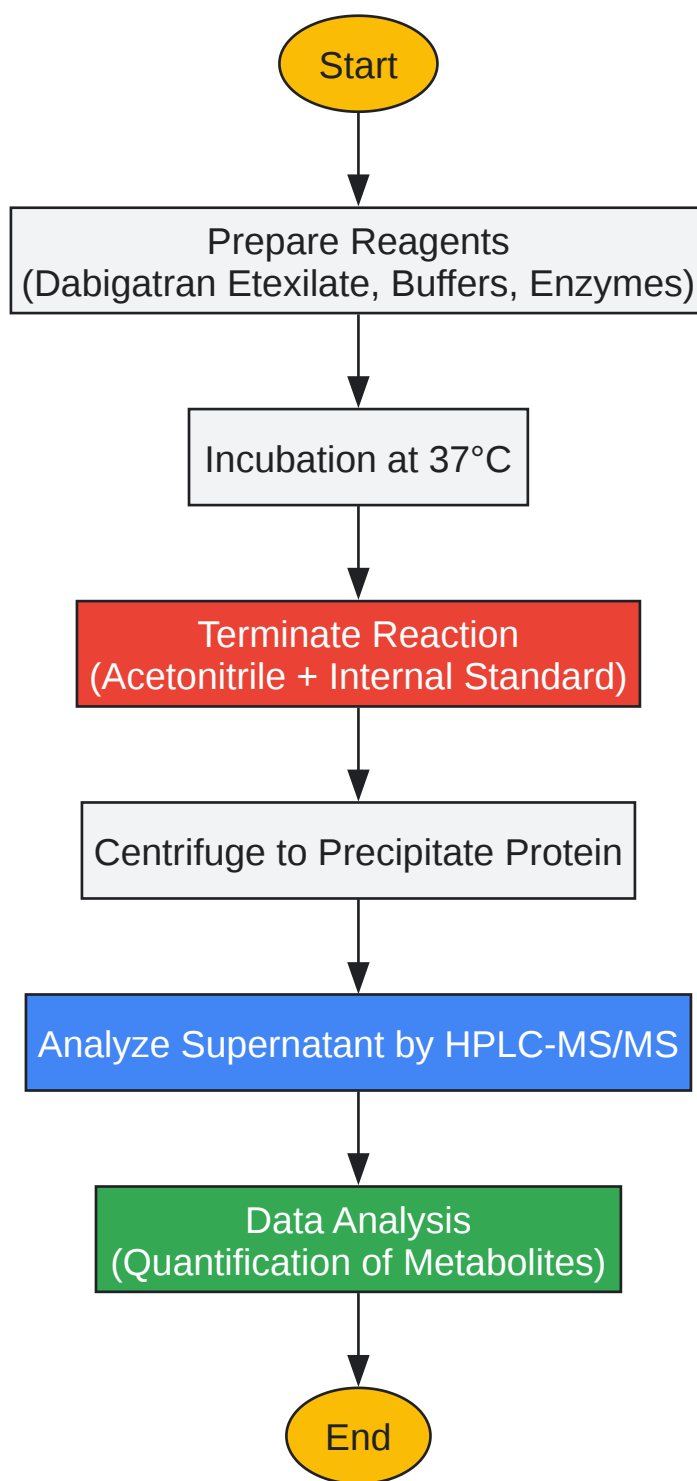 Start
Prepare Reagents
(Dabigatran Etexilate, Buffers, Enzymes)
Incubation at 37°C
Terminate Reaction
(Acetonitrile + Internal Standard)
Centrifuge to Precipitate Protein
Analyze Supernatant by HPLC-MS/MS
Data Analysis
(Quantification of Metabolites)
End